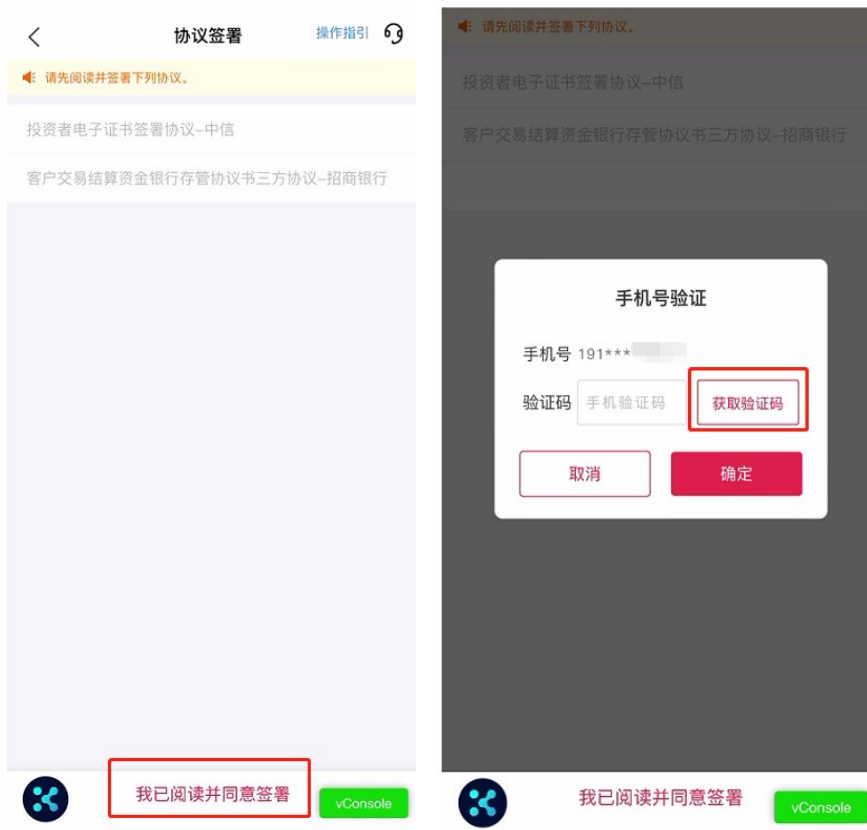 协议签署
操作指引
请先阅读并签署下列协议。
投资者电子证书签署协议-中信
客户交易结算资金银行存管协议书三方协议-招商银行
我已阅读并同意签署
vConsole
请先阅读并签署下列协议。
投资者电子证书签署协议-中信
客户交易结算资金银行存管协议书三方协议-招商银行
手机号验证
手机号 191***
验证码 手机验证码 获取验证码
取消 确定
我已阅读并同意签署
vConsole